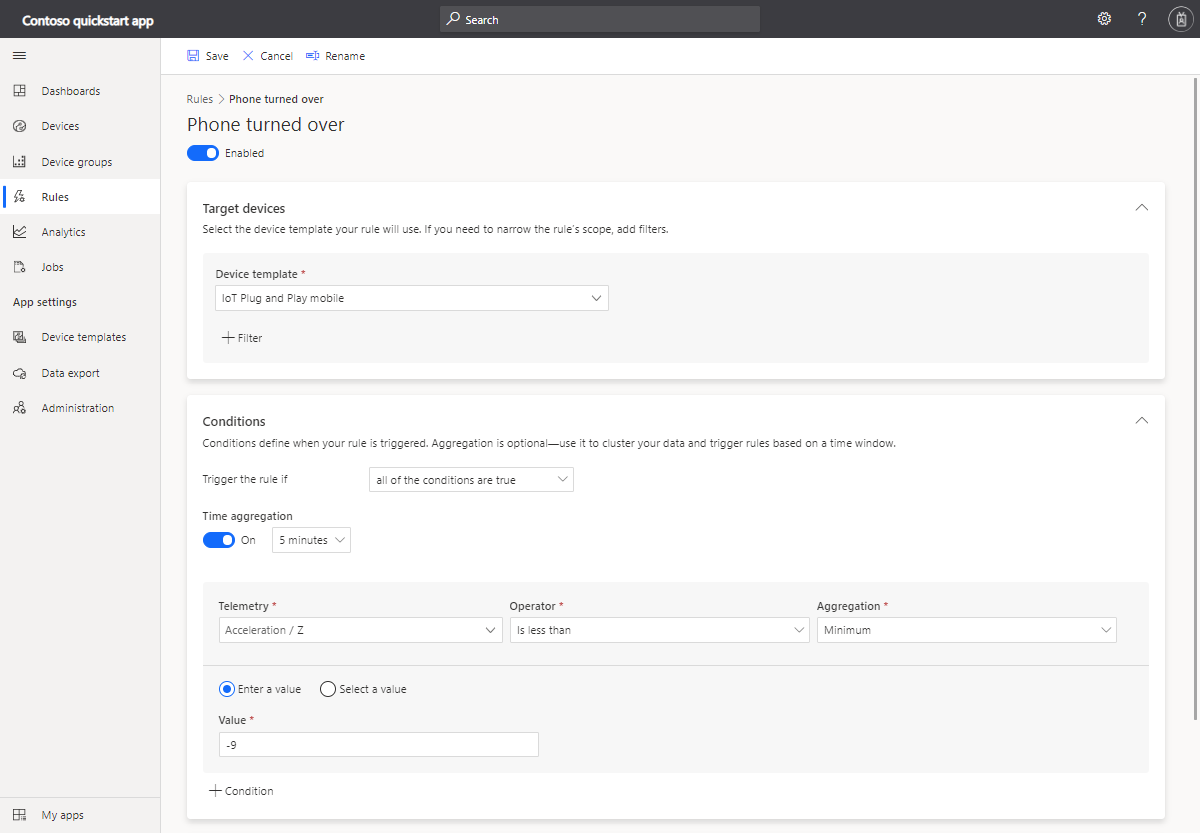 Contoso quickstart app
Search
?
Save Cancel Rename
Dashboards
Devices
Device groups
Rules
Analytics
Jobs
App settings
Device templates
Data export
Administration
My apps
Rules > Phone turned over
Phone turned over
Enabled
Target devices
Select the device template your rule will use. If you need to narrow the rule's scope, add filters.
Device template *
IoT Plug and Play mobile
+ Filter
Conditions
Conditions define when your rule is triggered. Aggregation is optional—use it to cluster your data and trigger rules based on a time window.
Trigger the rule if all of the conditions are true
Time aggregation
On 5 minutes
Telemetry * Operator * Aggregation *
Acceleration / Z Is less than Minimum
Enter a value Select a value
Value *
-9
+ Condition